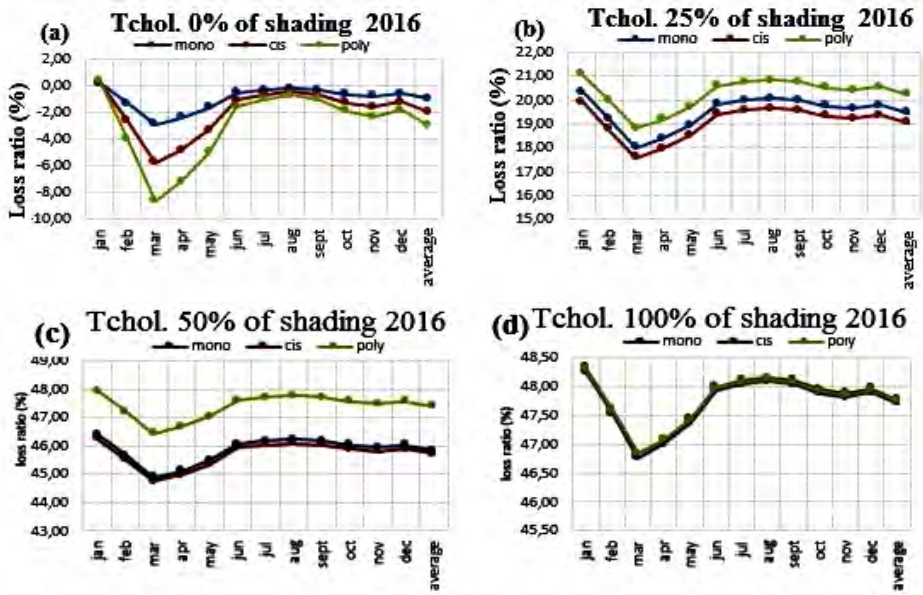 (a) Tchol. 0% of shading 2016
mono cis poly
Loss ratio (%)
2,00
0,00
-2,00
-4,00
-6,00
-8,00
-10,00
jan feb mar apr may jun jul aug sept oct nov dec average
(b) Tchol. 25% of shading 2016
mono cis poly
Loss ratio (%)
22,00
21,00
20,00
19,00
18,00
17,00
16,00
15,00
jan feb mar apr may jun jul aug sept oct nov dec average
(c) Tchol. 50% of shading 2016
mono cis poly
loss ratio (%)
49,00
48,00
47,00
46,00
45,00
44,00
43,00
jan feb mar apr may jun jul aug sept oct nov dec average
(d) Tchol. 100% of shading 2016
mono cis poly
loss ratio (%)
48,50
48,00
47,50
47,00
46,50
46,00
45,50
jan feb mar apr may jun jul aug sept oct nov dec average